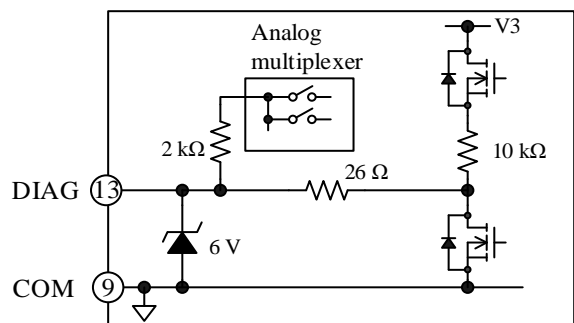 V3
Analog
multiplexer
2 kΩ
10 kΩ
26 Ω
DIAG 13
6 V
COM 9